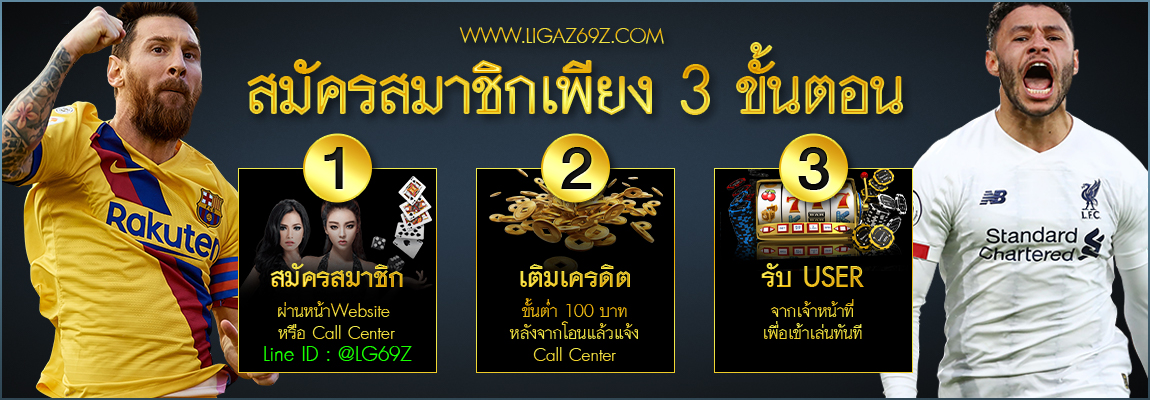 WWW.LIGAZ69Z.COM
สมัครสมาชิกเพียง 3 ขั้นตอน
1
สมัครสมาชิก
ผ่านหน้าWebsite
หรือ Call Center
Line ID : @LG69Z
2
เติมเครดิต
ขั้นต่ำ 100 บาท
หลังจากโอนแล้วแจ้ง
Call Center
3
รับ USER
จากเจ้าหน้าที่
เพื่อเข้าเล่นทันที
Rakuten
L.F.C.
Standard
Chartered